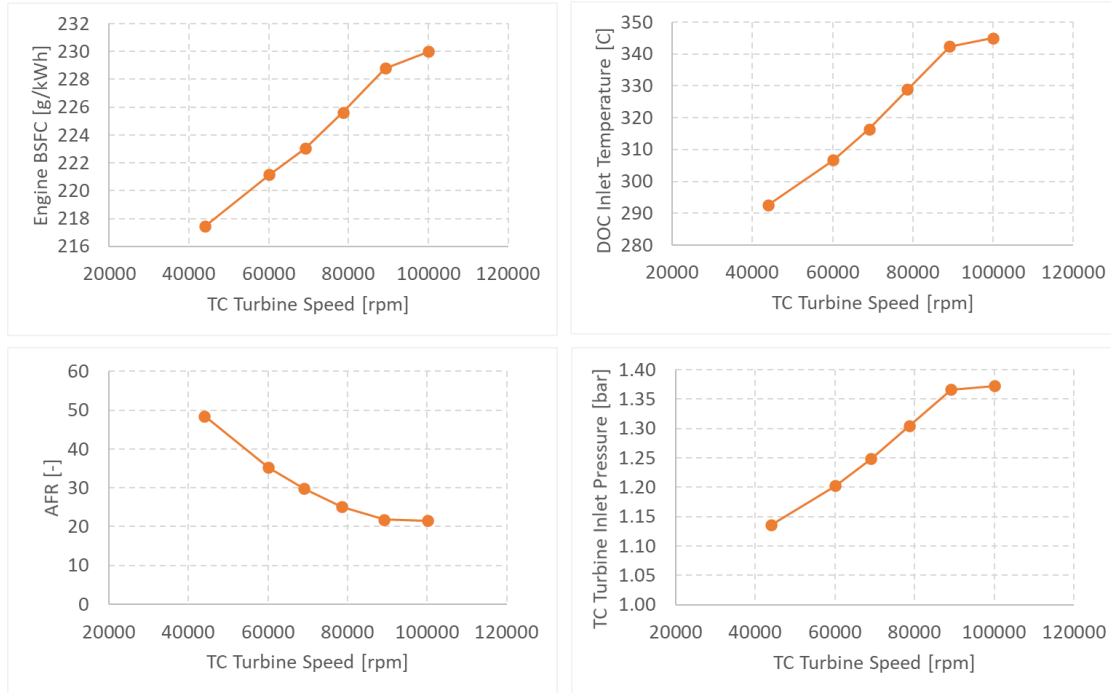 Engine BSFC [g/kWh]
232
230
228
226
224
222
220
218
216
20000 40000 60000 80000 100000 120000
TC Turbine Speed [rpm]
DOC Inlet Temperature [C]
350
340
330
320
310
300
290
280
20000 40000 60000 80000 100000 120000
TC Turbine Speed [rpm]
AFR [-]
60
50
40
30
20
10
0
20000 40000 60000 80000 100000 120000
TC Turbine Speed [rpm]
TC Turbine Inlet Pressure [bar]
1.40
1.35
1.30
1.25
1.20
1.15
1.10
1.05
1.00
20000 40000 60000 80000 100000 120000
TC Turbine Speed [rpm]